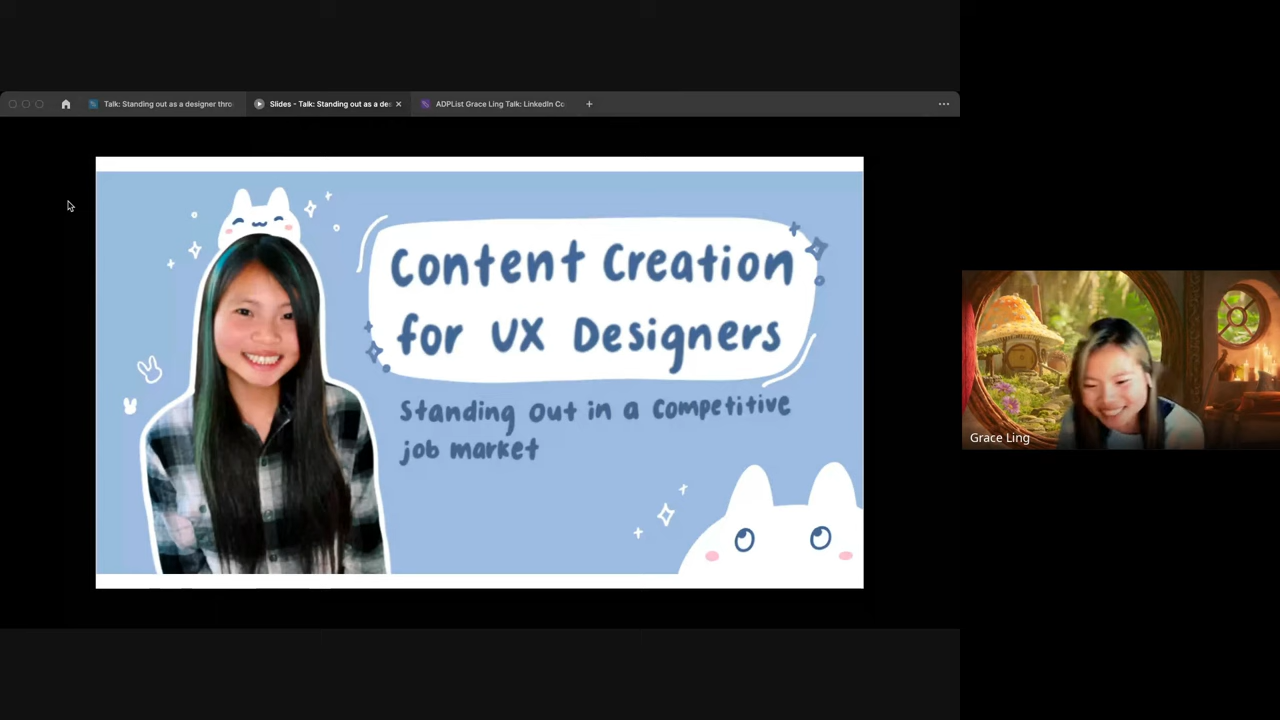 Talk: Standing out as a designer thro
Slides - Talk: Standing out as a des
ADPList Grace Ling Talk: LinkedIn Co
Content Creation
for UX Designers
Standing out in a competitive
job market
Grace Ling